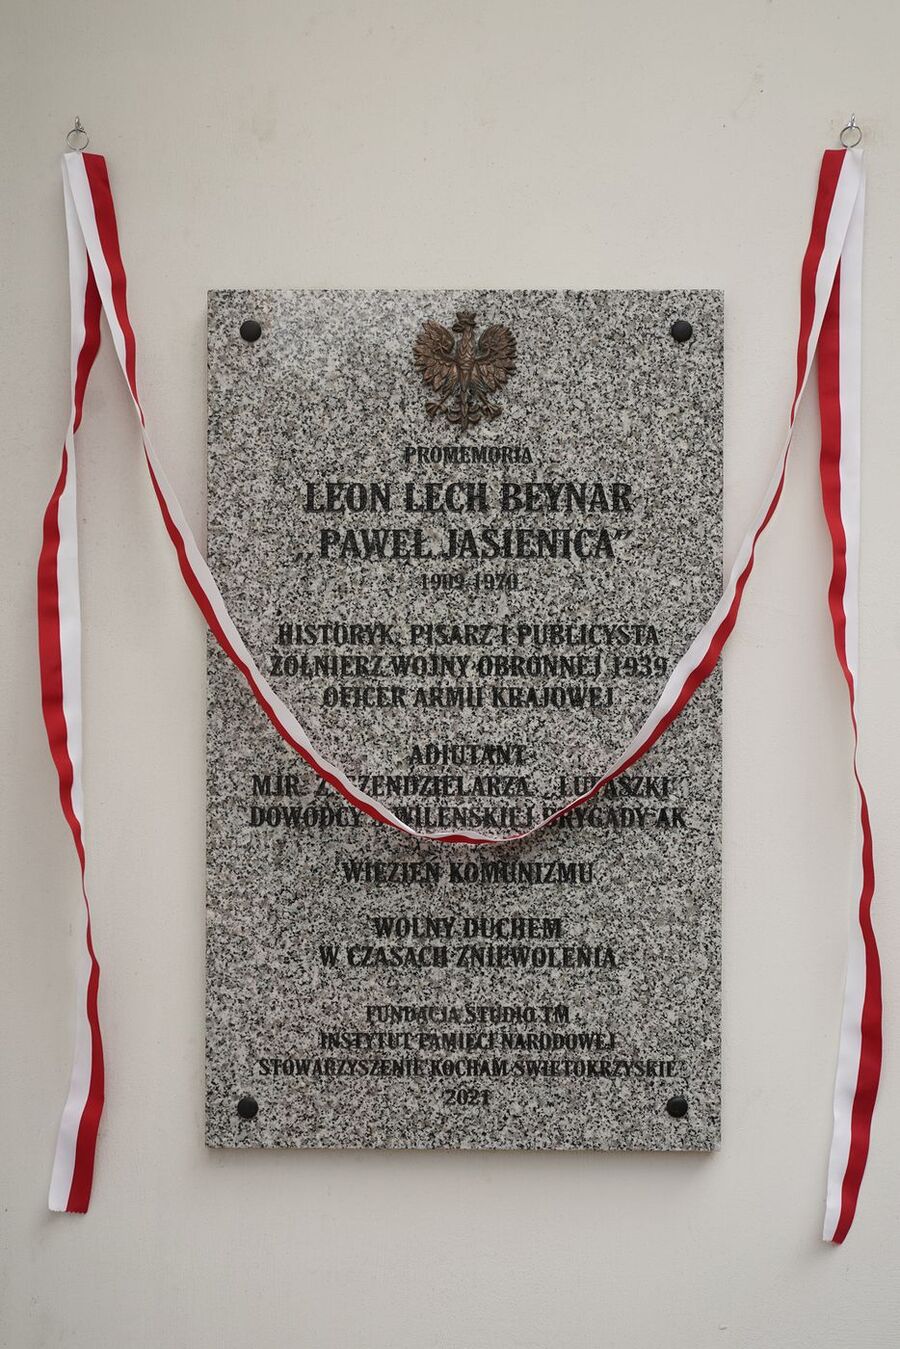 PROMEMORIA
LEON LECH BEYNAR
„PAWEŁ JASIENICA”
1909-1970
HISTORYK, PISARZ I PUBLICYSTA
ŻOŁNIERZ WOJNY OBRONNEJ 1939
OFICER ARMII KRAJOWEJ
ADIUTANT
MJR. Z. SZENDZIELARZA „ŁUPASZKI”
DOWÓDCY WILEŃSKIEJ BRYGADY AK
WIĘZIEŃ KOMUNIZMU
WOLNY DUCHEM
W CZASACH ZNIEWOLENIA
FUNDACJA STUDIO TM
INSTYTUT PAMIĘCI NARODOWEJ
STOWARZYSZENIE KOCHAM ŚWIĘTOKRZYSKIE
2021